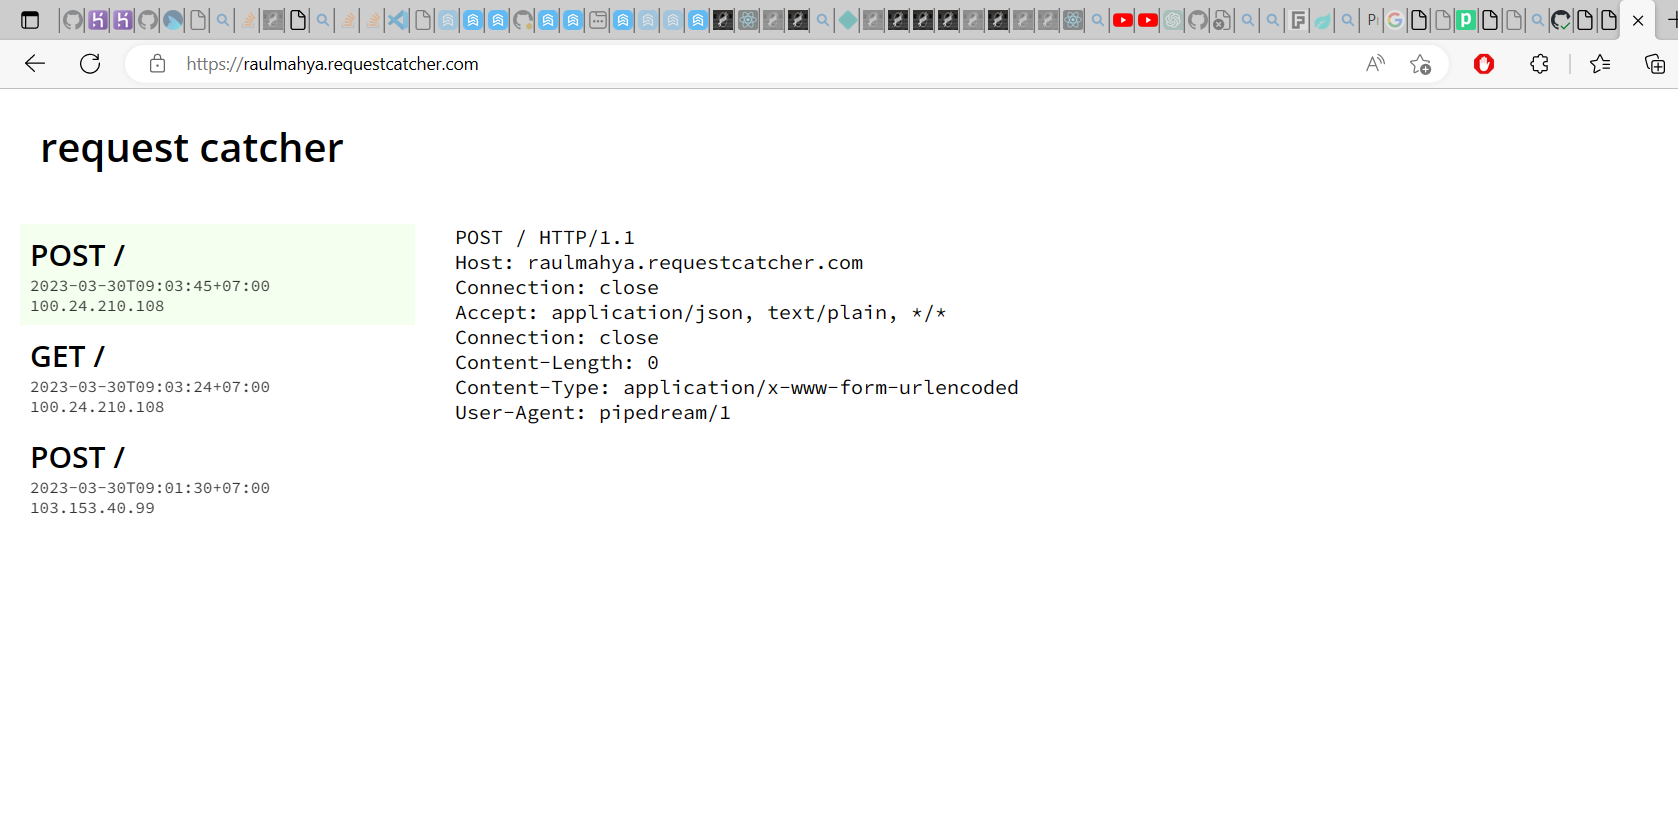 https://raulmahya.requestcatcher.com
request catcher
POST /
2023-03-30T09:03:45+07:00
100.24.210.108
GET /
2023-03-30T09:03:24+07:00
100.24.210.108
POST /
2023-03-30T09:01:30+07:00
103.153.40.99
POST / HTTP/1.1
Host: raulmahya.requestcatcher.com
Connection: close
Accept: application/json, text/plain, */*
Connection: close
Content-Length: 0
Content-Type: application/x-www-form-urlencoded
User-Agent: pipedream/1